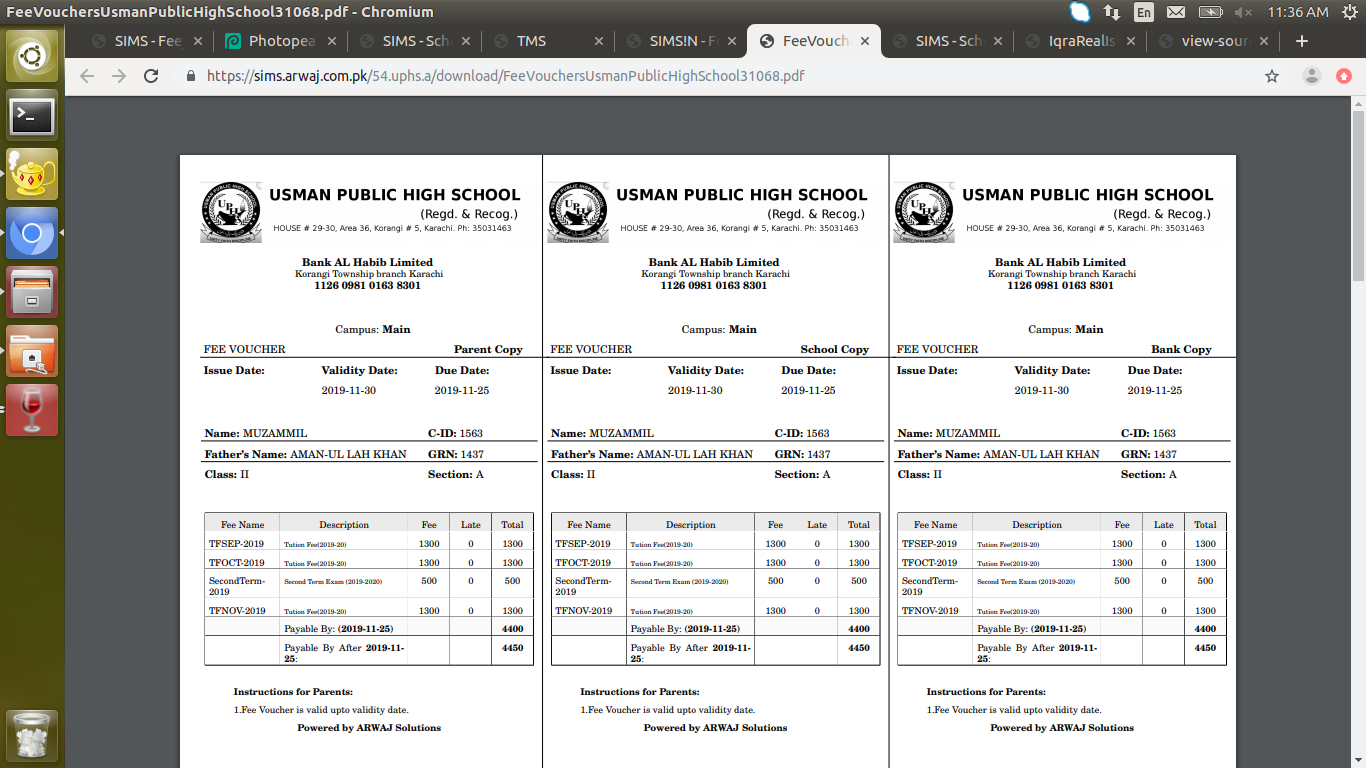 FeeVouchersUsmanPublicHighSchool31068.pdf - Chromium
En
11:36 AM
SIMS - Fee
Photopea
SIMS - Sch
TMS
SIMS!N - F
FeeVouch
SIMS - Sch
IqraRealIs
view-sour
https://sims.arwaj.com.pk/54.uphs.a/download/FeeVouchersUsmanPublicHighSchool31068.pdf
USMAN PUBLIC HIGH SCHOOL
(Regd. & Recog.)
HOUSE # 29-30, Area 36, Korangi # 5, Karachi. Ph: 35031463
Bank AL Habib Limited
Korangi Township branch Karachi
1126 0981 0163 8301
Campus: Main
FEE VOUCHER Parent Copy
Issue Date: Validity Date: Due Date:
2019-11-30 2019-11-25
Name: MUZAMMIL C-ID: 1563
Father's Name: AMAN-UL LAH KHAN GRN: 1437
Class: II Section: A
Fee Name Description Fee Late Total
TFSEP-2019 Tution Fee(2019-20) 1300 0 1300
TFOCT-2019 Tution Fee(2019-20) 1300 0 1300
SecondTerm- Second Term Exam (2019-2020) 500 0 500
2019
TFNOV-2019 Tution Fee(2019-20) 1300 0 1300
Payable By: (2019-11-25) 4400
Payable By After 2019-11- 4450
25:
Instructions for Parents:
1.Fee Voucher is valid upto validity date.
Powered by ARWAJ Solutions
USMAN PUBLIC HIGH SCHOOL
(Regd. & Recog.)
HOUSE # 29-30, Area 36, Korangi # 5, Karachi. Ph: 35031463
Bank AL Habib Limited
Korangi Township branch Karachi
1126 0981 0163 8301
Campus: Main
FEE VOUCHER School Copy
Issue Date: Validity Date: Due Date:
2019-11-30 2019-11-25
Name: MUZAMMIL C-ID: 1563
Father's Name: AMAN-UL LAH KHAN GRN: 1437
Class: II Section: A
Fee Name Description Fee Late Total
TFSEP-2019 Tution Fee(2019-20) 1300 0 1300
TFOCT-2019 Tution Fee(2019-20) 1300 0 1300
SecondTerm- Second Term Exam (2019-2020) 500 0 500
2019
TFNOV-2019 Tution Fee(2019-20) 1300 0 1300
Payable By: (2019-11-25) 4400
Payable By After 2019-11- 4450
25:
Instructions for Parents:
1.Fee Voucher is valid upto validity date.
Powered by ARWAJ Solutions
USMAN PUBLIC HIGH SCHOOL
(Regd. & Recog.)
HOUSE # 29-30, Area 36, Korangi # 5, Karachi. Ph: 35031463
Bank AL Habib Limited
Korangi Township branch Karachi
1126 0981 0163 8301
Campus: Main
FEE VOUCHER Bank Copy
Issue Date: Validity Date: Due Date:
2019-11-30 2019-11-25
Name: MUZAMMIL C-ID: 1563
Father's Name: AMAN-UL LAH KHAN GRN: 1437
Class: II Section: A
Fee Name Description Fee Late Total
TFSEP-2019 Tution Fee(2019-20) 1300 0 1300
TFOCT-2019 Tution Fee(2019-20) 1300 0 1300
SecondTerm- Second Term Exam (2019-2020) 500 0 500
2019
TFNOV-2019 Tution Fee(2019-20) 1300 0 1300
Payable By: (2019-11-25) 4400
Payable By After 2019-11- 4450
25:
Instructions for Parents:
1.Fee Voucher is valid upto validity date.
Powered by ARWAJ Solutions